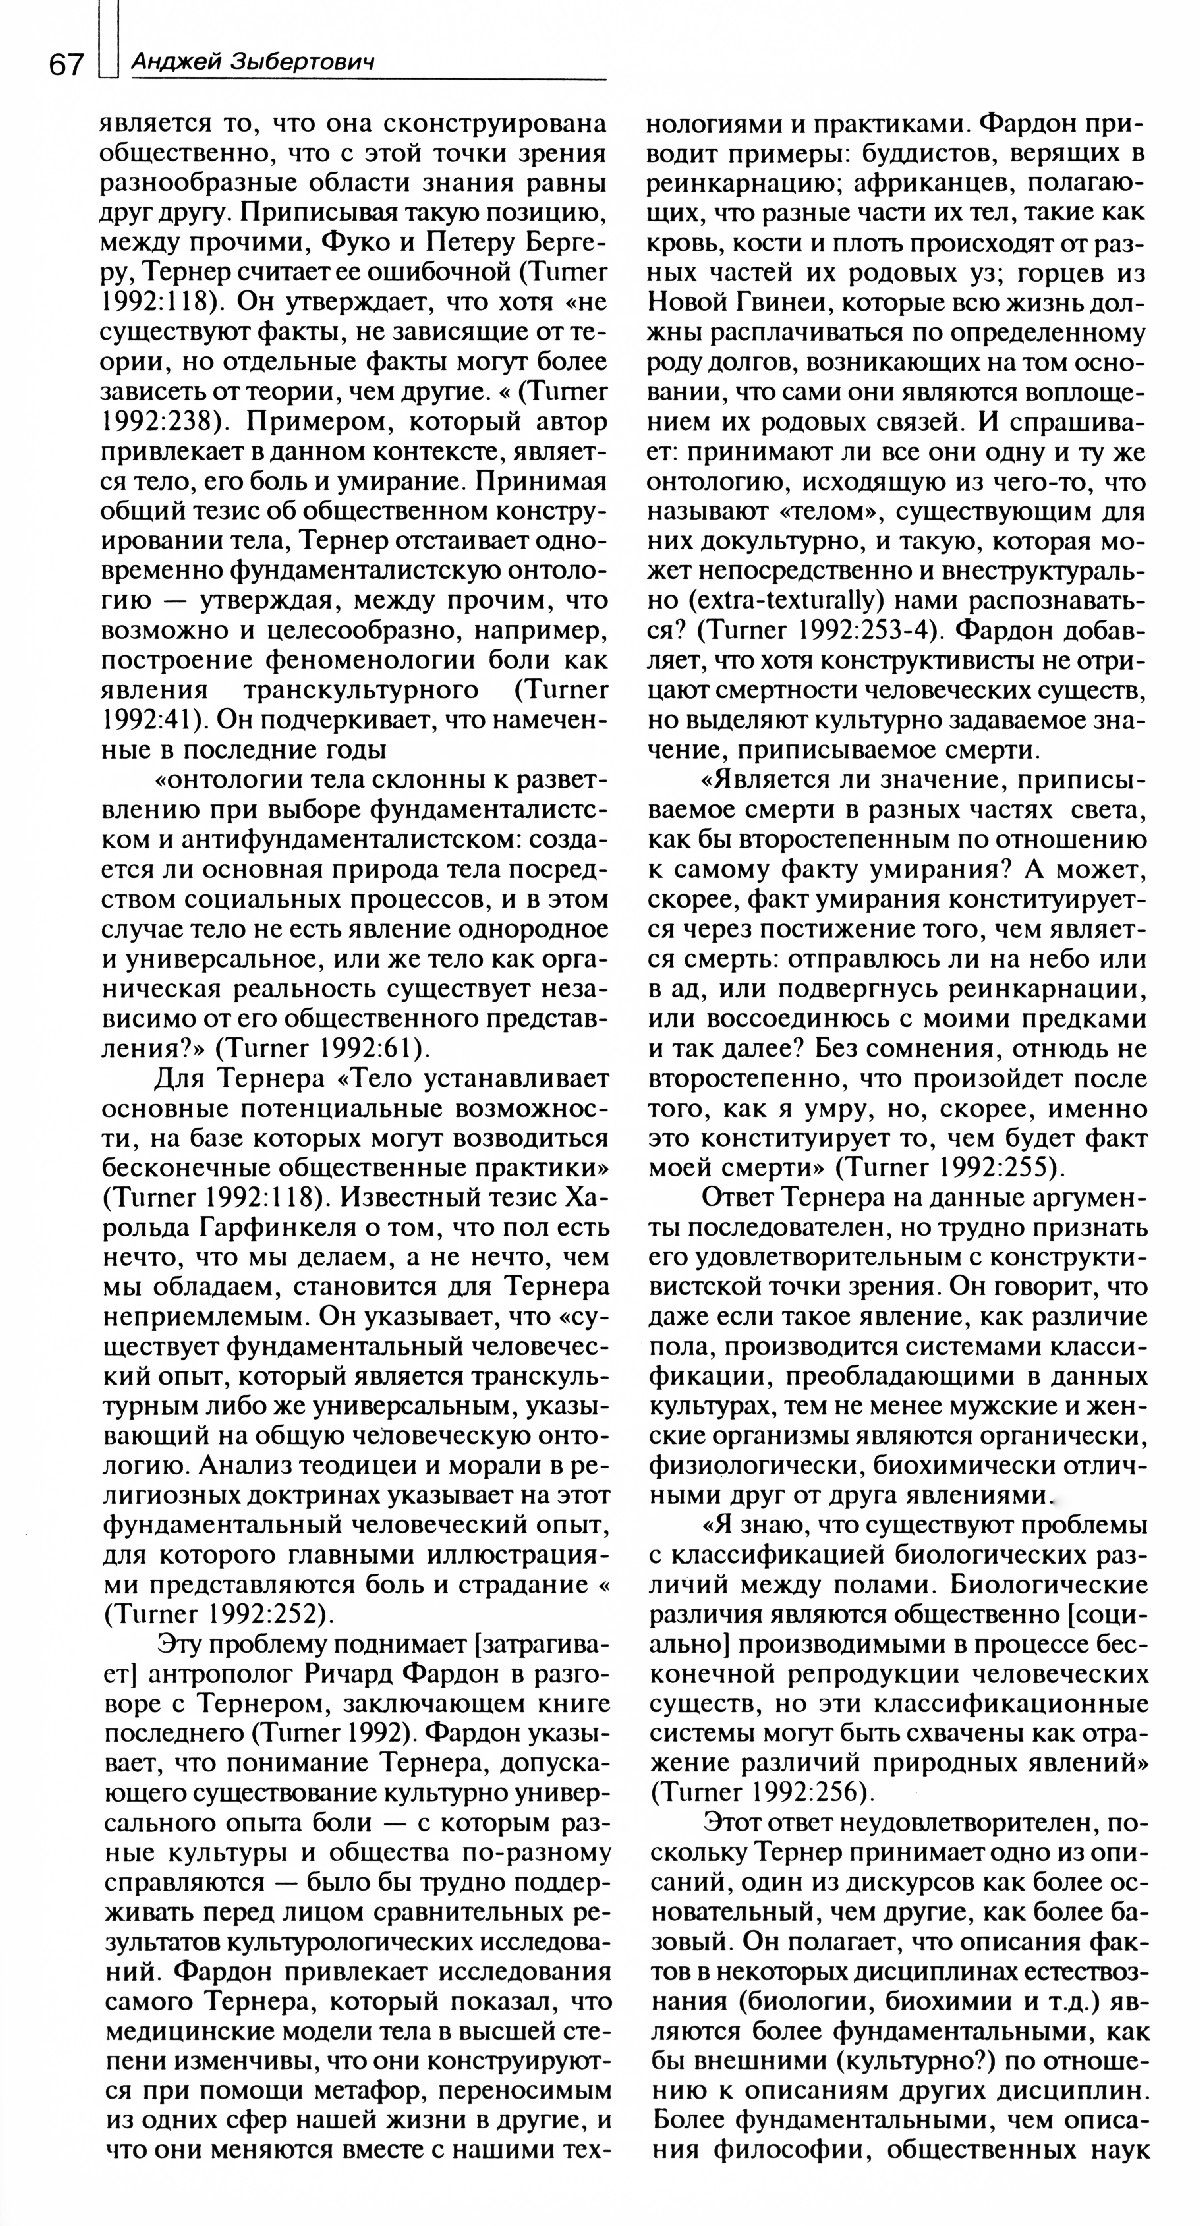 67
Анджей Зыбертович
является то, что она сконструирована
общественно, что с этой точки зрения
разнообразные области знания равны
друг другу. Приписывая такую позицию,
между прочими, Фуко и Петеру Берге-
ру, Тернер считает ее ошибочной (Turner
1992:118). Он утверждает, что хотя «не
существуют факты, не зависящие от те-
ории, но отдельные факты могут более
зависеть от теории, чем другие. « (Turner
1992:238). Примером, который автор
привлекает в данном контексте, являет-
ся тело, его боль и умирание. Принимая
общий тезис об общественном констру-
ировании тела, Тернер отстаивает одно-
временно фундаменталистскую онтоло-
гию — утверждая, между прочим, что
возможно и целесообразно, например,
построение феноменологии боли как
явления транскультурного (Turner
1992:41). Он подчеркивает, что намечен-
ные в последние годы
«онтологии тела склонны к развет-
влению при выборе фундаменталистс-
ком и антифундаменталистском: созда-
ется ли основная природа тела посред-
ством социальных процессов, и в этом
случае тело не есть явление однородное
и универсальное, или же тело как орга-
ническая реальность существует неза-
висимо от его общественного представ-
ления?» (Turner 1992:61).
Для Тернера «Тело устанавливает
основные потенциальные возможнос-
ти, на базе которых могут возводиться
бесконечные общественные практики»
(Turner 1992:118). Известный тезис Ха-
рольда Гарфинкеля о том, что пол есть
нечто, что мы делаем, а не нечто, чем
мы обладаем, становится для Тернера
неприемлемым. Он указывает, что «су-
ществует фундаментальный человечес-
кий опыт, который является транскуль-
турным либо же универсальным, указы-
вающий на общую человеческую онто-
логию. Анализ теодицеи и морали в ре-
лигиозных доктринах указывает на этот
фундаментальный человеческий опыт,
для которого главными иллюстрация-
ми представляются боль и страдание «
(Turner 1992:252).
Эту проблему поднимает [затрагива-
ет] антрополог Ричард Фардон в разго-
воре с Тернером, заключающем книге
последнего (Turner 1992). Фардон указы-
вает, что понимание Тернера, допуска-
ющего существование культурно универ-
сального опыта боли — с которым раз-
ные культуры и общества по-разному
справляются — было бы трудно поддер-
живать перед лицом сравнительных ре-
зультатов культурологических исследова-
ний. Фардон привлекает исследования
самого Тернера, который показал, что
медицинские модели тела в высшей сте-
пени изменчивы, что они конструируют-
ся при помощи метафор, переносимым
из одних сфер нашей жизни в другие, и
что они меняются вместе с нашими тех-
нологиями и практиками. Фардон при-
водит примеры: буддистов, верящих в
реинкарнацию; африканцев, полагаю-
щих, что разные части их тел, такие как
кровь, кости и плоть происходят от раз-
ных частей их родовых уз; горцев из
Новой Гвинеи, которые всю жизнь дол-
жны расплачиваться по определенному
роду долгов, возникающих на том осно-
вании, что сами они являются воплоще-
нием их родовых связей. И спрашива-
ет: принимают ли все они одну и ту же
онтологию, исходящую из чего-то, что
называют «телом», существующим для
них докультурно, и такую, которая мо-
жет непосредственно и внеструктураль-
но (extra-texturally) нами распознавать-
ся? (Turner 1992:253-4). Фардон добав-
ляет, что хотя конструктивисты не отри-
цают смертности человеческих существ,
но выделяют культурно задаваемое зна-
чение, приписываемое смерти.
«Является ли значение, приписы-
ваемое смерти в разных частях света,
как бы второстепенным по отношению
к самому факту умирания? А может,
скорее, факт умирания конституирует-
ся через постижение того, чем являет-
ся смерть: отправлюсь ли на небо или
в ад, или подвергнусь реинкарнации,
или воссоединюсь с моими предками
и так далее? Без сомнения, отнюдь не
второстепенно, что произойдет после
того, как я умру, но, скорее, именно
это конституирует то, чем будет факт
моей смерти» (Turner 1992:255).
Ответ Тернера на данные аргумен-
ты последователен, но трудно признать
его удовлетворительным с конструкти-
вистской точки зрения. Он говорит, что
даже если такое явление, как различие
пола, производится системами класси-
фикации, преобладающими в данных
культурах, тем не менее мужские и жен-
ские организмы являются органически,
физиологически, биохимически отлич-
ными друг от друга явлениями.
«Я знаю, что существуют проблемы
с классификацией биологических раз-
личий между полами. Биологические
различия являются общественно [соци-
ально] производимыми в процессе бес-
конечной репродукции человеческих
существ, но эти классификационные
системы могут быть схвачены как отра-
жение различий природных явлений»
(Turner 1992:256).
Этот ответ неудовлетворителен, по-
скольку Тернер принимает одно из опи-
саний, один из дискурсов как более ос-
новательный, чем другие, как более ба-
зовый. Он полагает, что описания фак-
тов в некоторых дисциплинах естествоз-
нания (биологии, биохимии и т.д.) яв-
ляются более фундаментальными, как
бы внешними (культурно?) по отноше-
нию к описаниям других дисциплин.
Более фундаментальными, чем описа-
ния философии, общественных наук